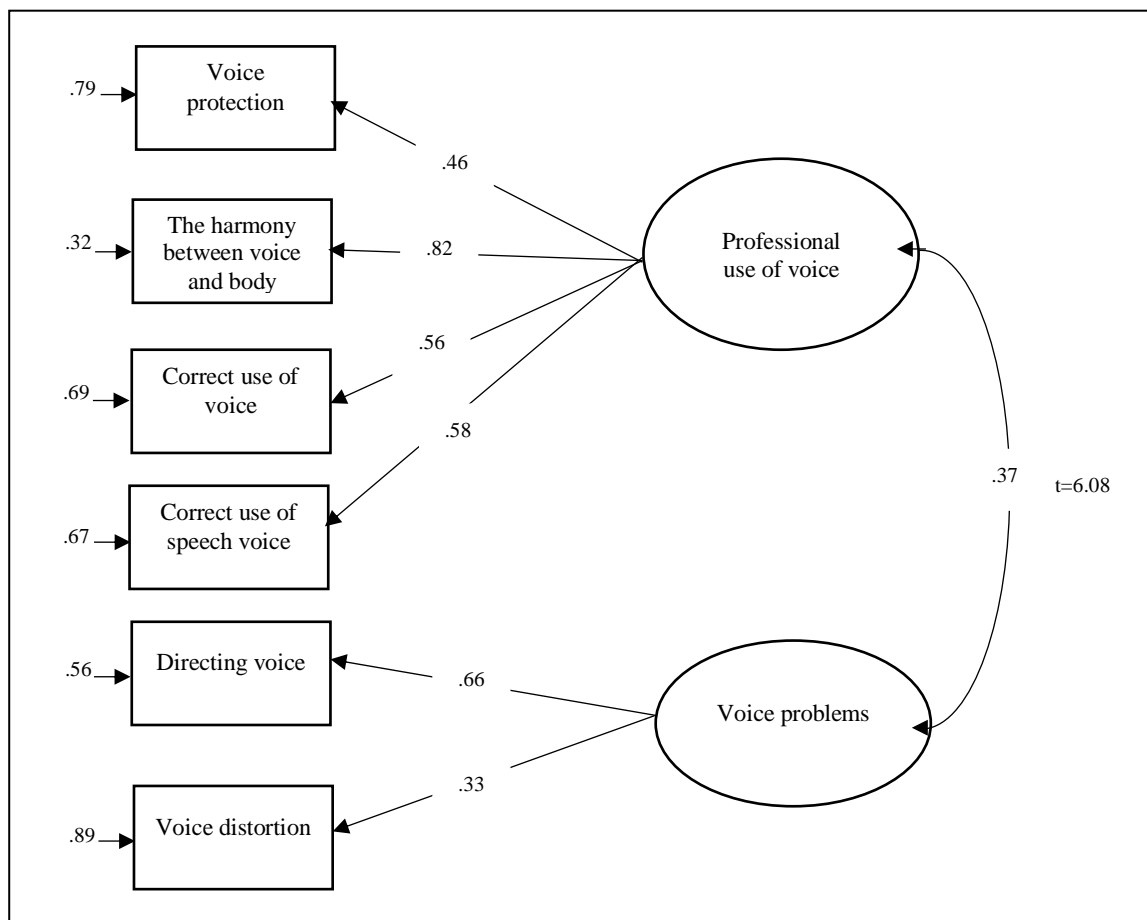 Voice
protection
.79
.46
The harmony
between voice
and body
.32
.82
Professional
use of voice
Correct use of
voice
.69
.56
.58
Correct use of
speech voice
.67
.37
t=6.08
Directing voice
.56
.66
Voice problems
.33
Voice distortion
.89